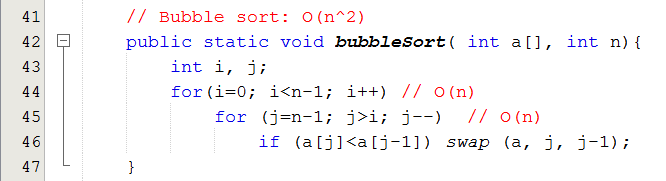 41 // Bubble sort: O(n^2)
42 public static void bubbleSort( int a[], int n){
43 int i, j;
44 for(i=0; i<n-1; i++) // O(n)
45 for (j=n-1; j>i; j--) // O(n)
46 if (a[j]<a[j-1]) swap (a, j, j-1);
47 }